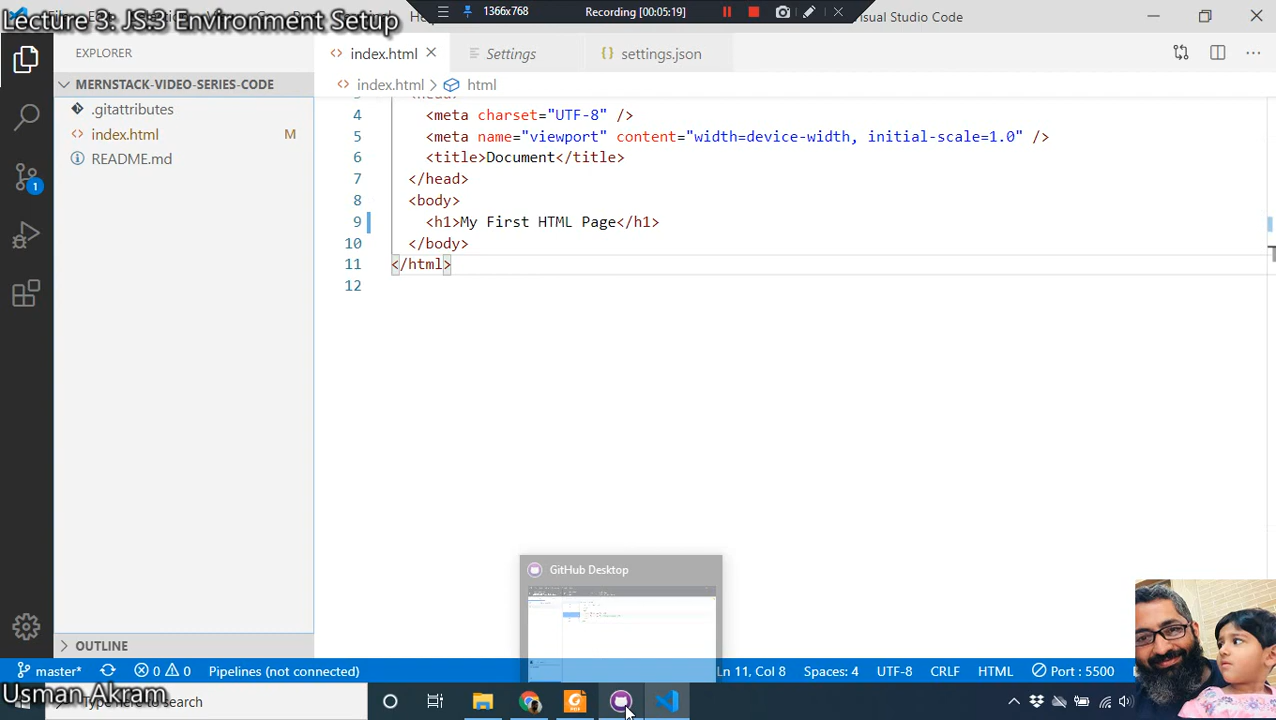 Lecture 3: JS:3 Environment Setup
1366x768
Recording [00:05:19]
Visual Studio Code
EXPLORER
index.html
Settings
settings.json
MERNSTACK-VIDEO-SERIES-CODE
index.html
html
.gitattributes
index.html
M
README.md
1
4 <meta charset="UTF-8" />
5 <meta name="viewport" content="width=device-width, initial-scale=1.0" />
6 <title>Document</title>
7 </head>
8 <body>
9 <h1>My First HTML Page</h1>
10 </body>
11 </html>
12
GitHub Desktop
OUTLINE
master*
0
0
Pipelines (not connected)
Ln 11, Col 8
Spaces: 4
UTF-8
CRLF
HTML
Port : 5500
Usman Akram
here to search